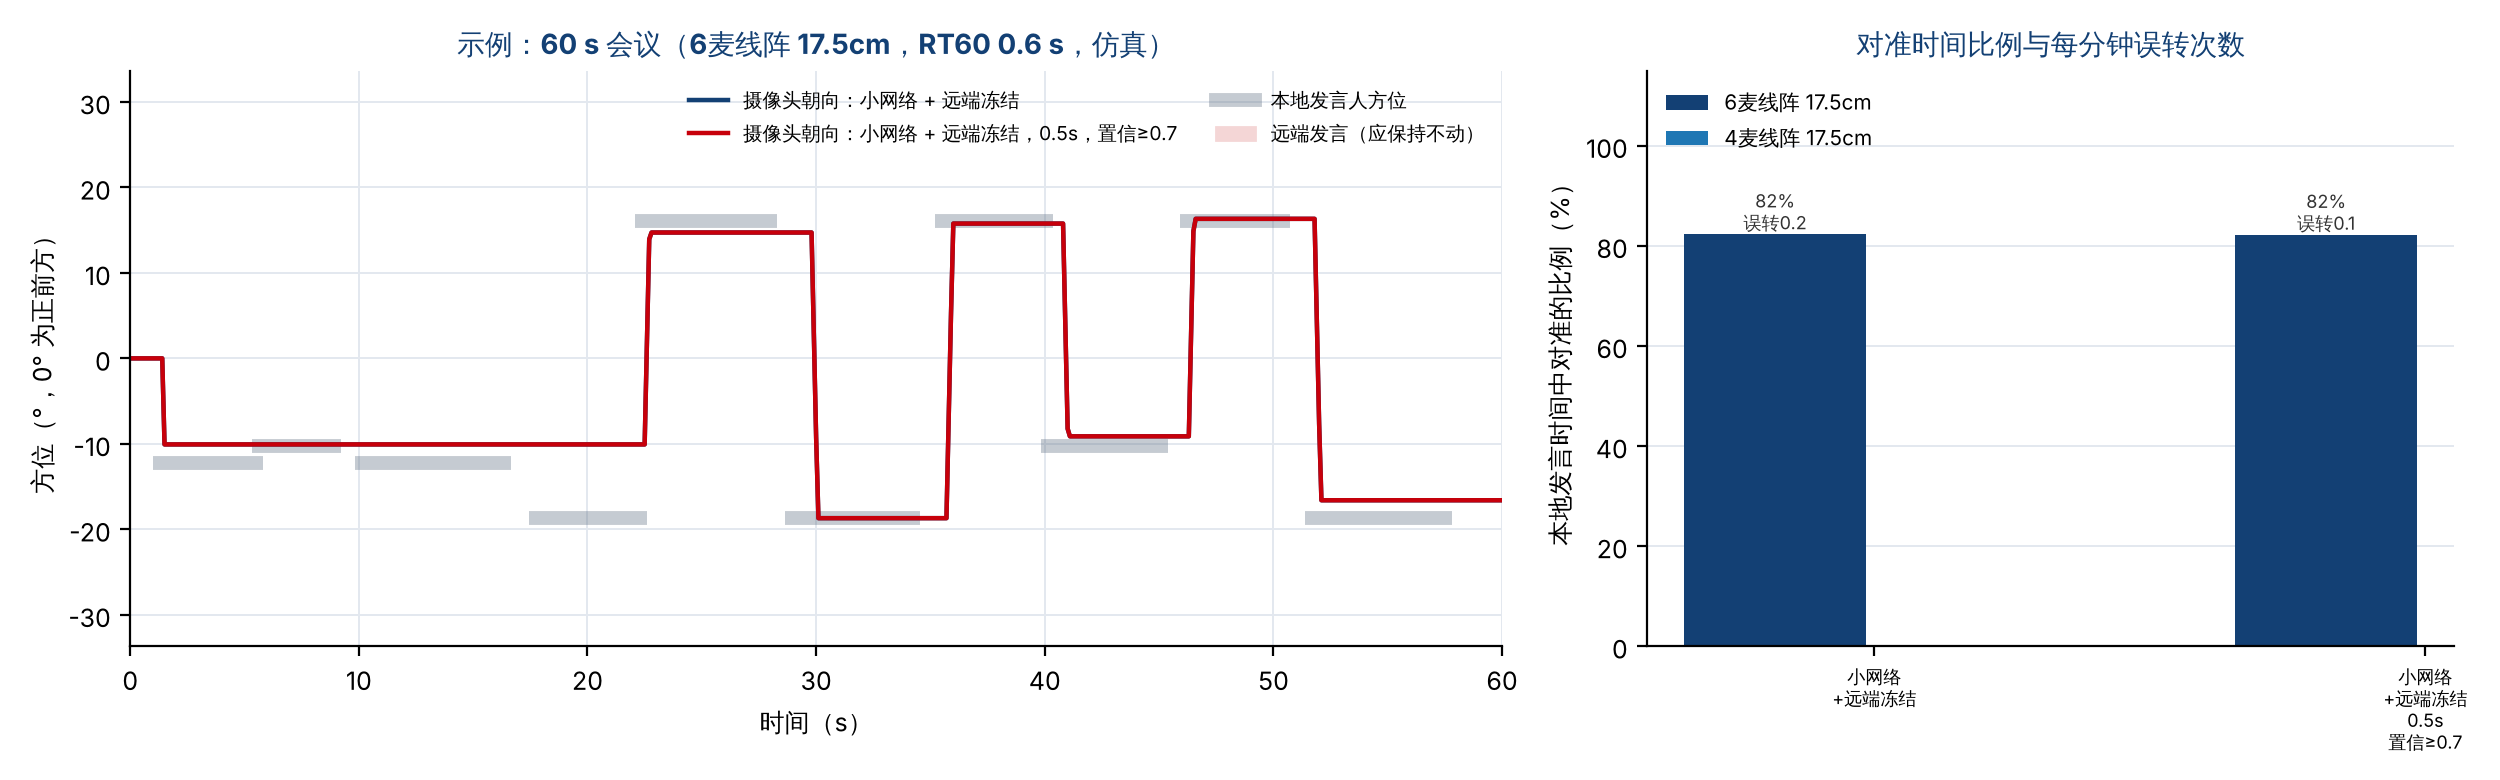 示例：60 s 会议（6麦线阵 17.5cm，RT60 0.6 s，仿真）
摄像头朝向：小网络 + 远端冻结
摄像头朝向：小网络 + 远端冻结，0.5s，置信≥0.7
本地发言人方位
远端发言（应保持不动）
方位（°，0° 为正前方）
30
20
10
0
-10
-20
-30
0
10
20
30
40
50
60
时间（s）
对准时间比例与每分钟误转次数
6麦线阵 17.5cm
4麦线阵 17.5cm
本地发言时间中对准的比例（%）
100
80
60
40
20
0
82%
误转0.2
82%
误转0.1
小网络
+远端冻结
小网络
+远端冻结
0.5s
置信≥0.7